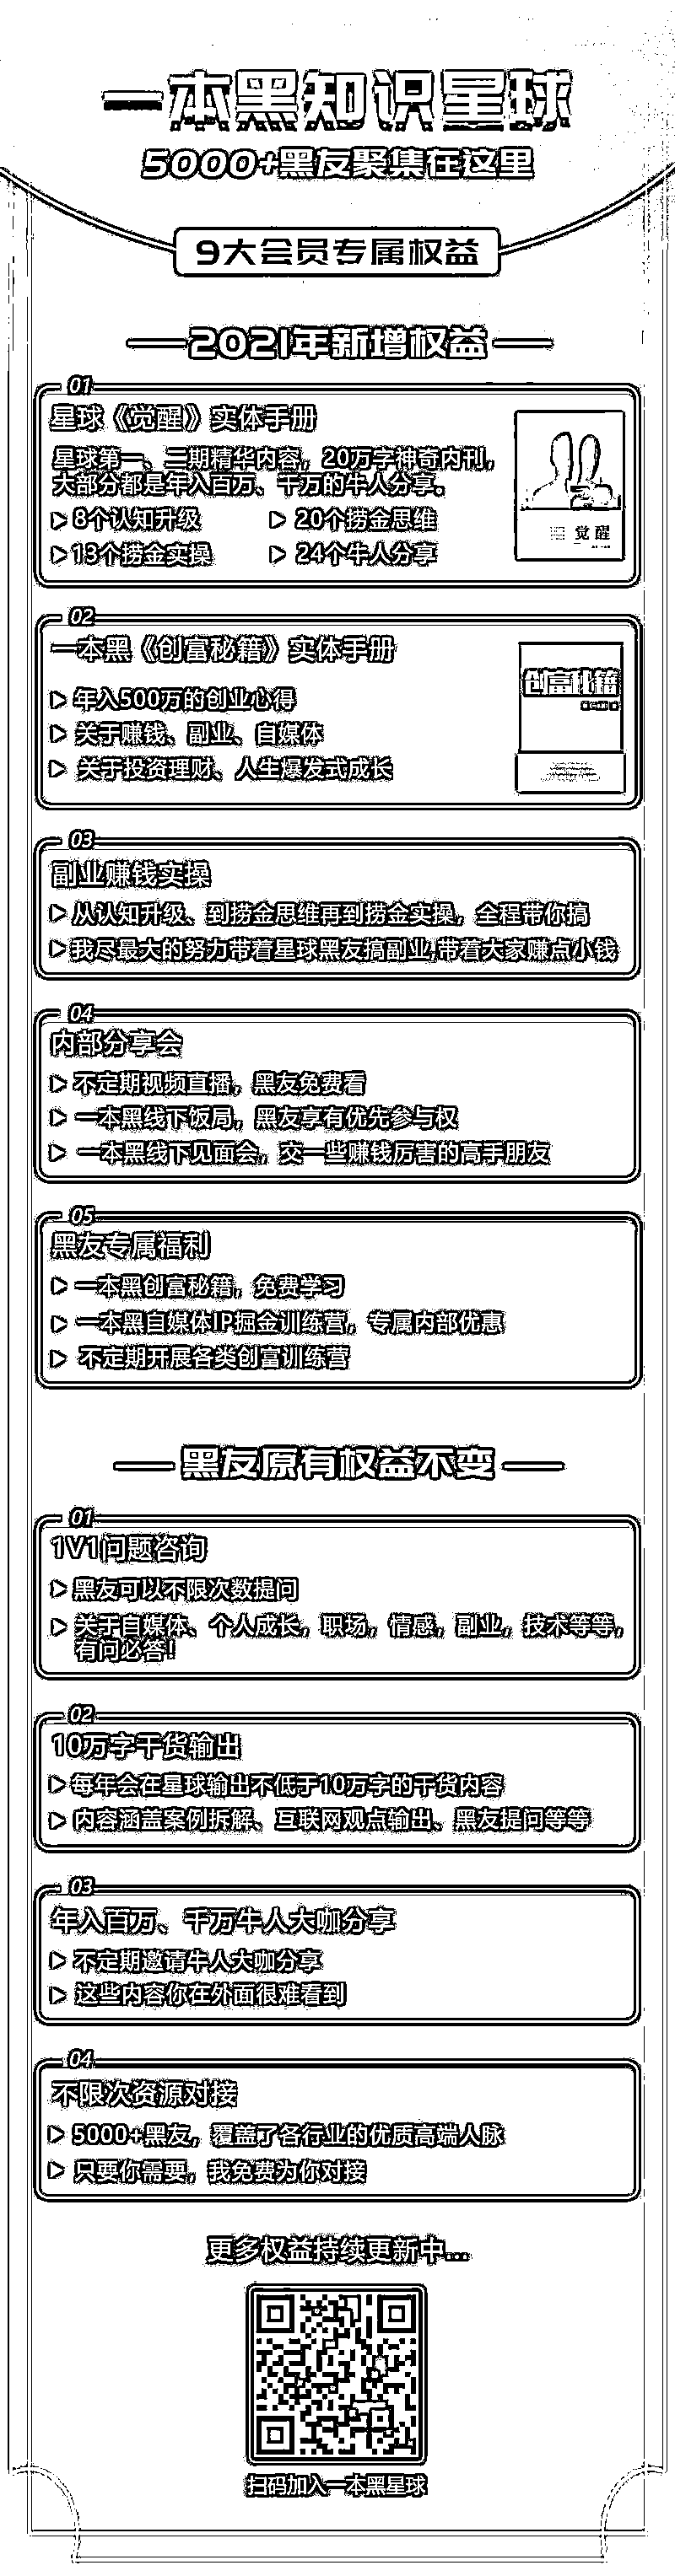 一本黑知识星球
5000+黑友聚集在这里
9大会员专属权益
2021年新增权益
01
星球《觉醒》实体手册
星球第一、二期精华内容，20万字神奇内刊，
大部分都是年入百万、千万的牛人分享。
8个认知升级
20个捞金思维
13个捞金实操
24个牛人分享
觉醒
02
一本黑《创富秘籍》实体手册
年入500万的创业心得
关于赚钱、副业、自媒体
关于投资理财、人生爆发式成长
创富秘籍
03
副业赚钱实操
从认知升级、到捞金思维再到捞金实操，全程带你搞
我尽最大的努力带着星球黑友搞副业,带着大家赚点小钱
04
内部分享会
不定期视频直播，黑友免费看
一本黑线下饭局，黑友享有优先参与权
一本黑线下见面会，交一些赚钱厉害的高手朋友
05
黑友专属福利
一本黑创富秘籍，免费学习
一本黑自媒体IP掘金训练营，专属内部优惠
不定期开展各类创富训练营
黑友原有权益不变
01
1V1问题咨询
黑友可以不限次数提问
关于自媒体、个人成长，职场，情感，副业，技术等等，
有问必答！
02
10万字干货输出
每年会在星球输出不低于10万字的干货内容
内容涵盖案例拆解、互联网观点输出、黑友提问等等
03
年入百万、千万牛人大咖分享
不定期邀请牛人大咖分享
这些内容你在外面很难看到
04
不限次资源对接
5000+黑友，覆盖了各行业的优质高端人脉
只要你需要，我免费为你对接
更多权益持续更新中...
扫码加入一本黑星球